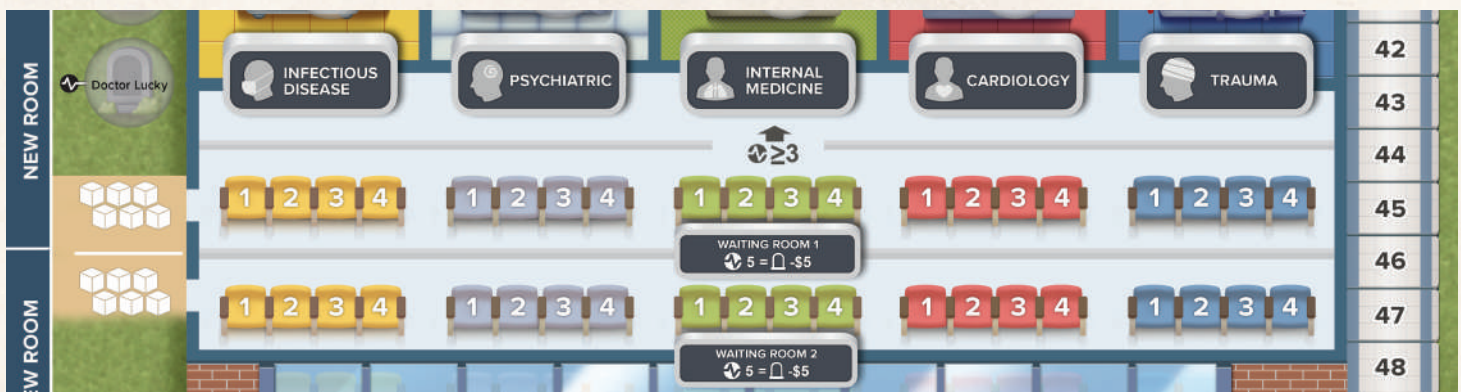 NEW ROOM
NEW ROOM
Doctor Lucky
INFECTIOUS
DISEASE
PSYCHIATRIC
INTERNAL
MEDICINE
CARDIOLOGY
TRAUMA
≥3
1 2 3 4
1 2 3 4
1 2 3 4
1 2 3 4
1 2 3 4
WAITING ROOM 1
5 = -$5
1 2 3 4
1 2 3 4
1 2 3 4
1 2 3 4
1 2 3 4
WAITING ROOM 2
5 = -$5
42
43
44
45
46
47
48